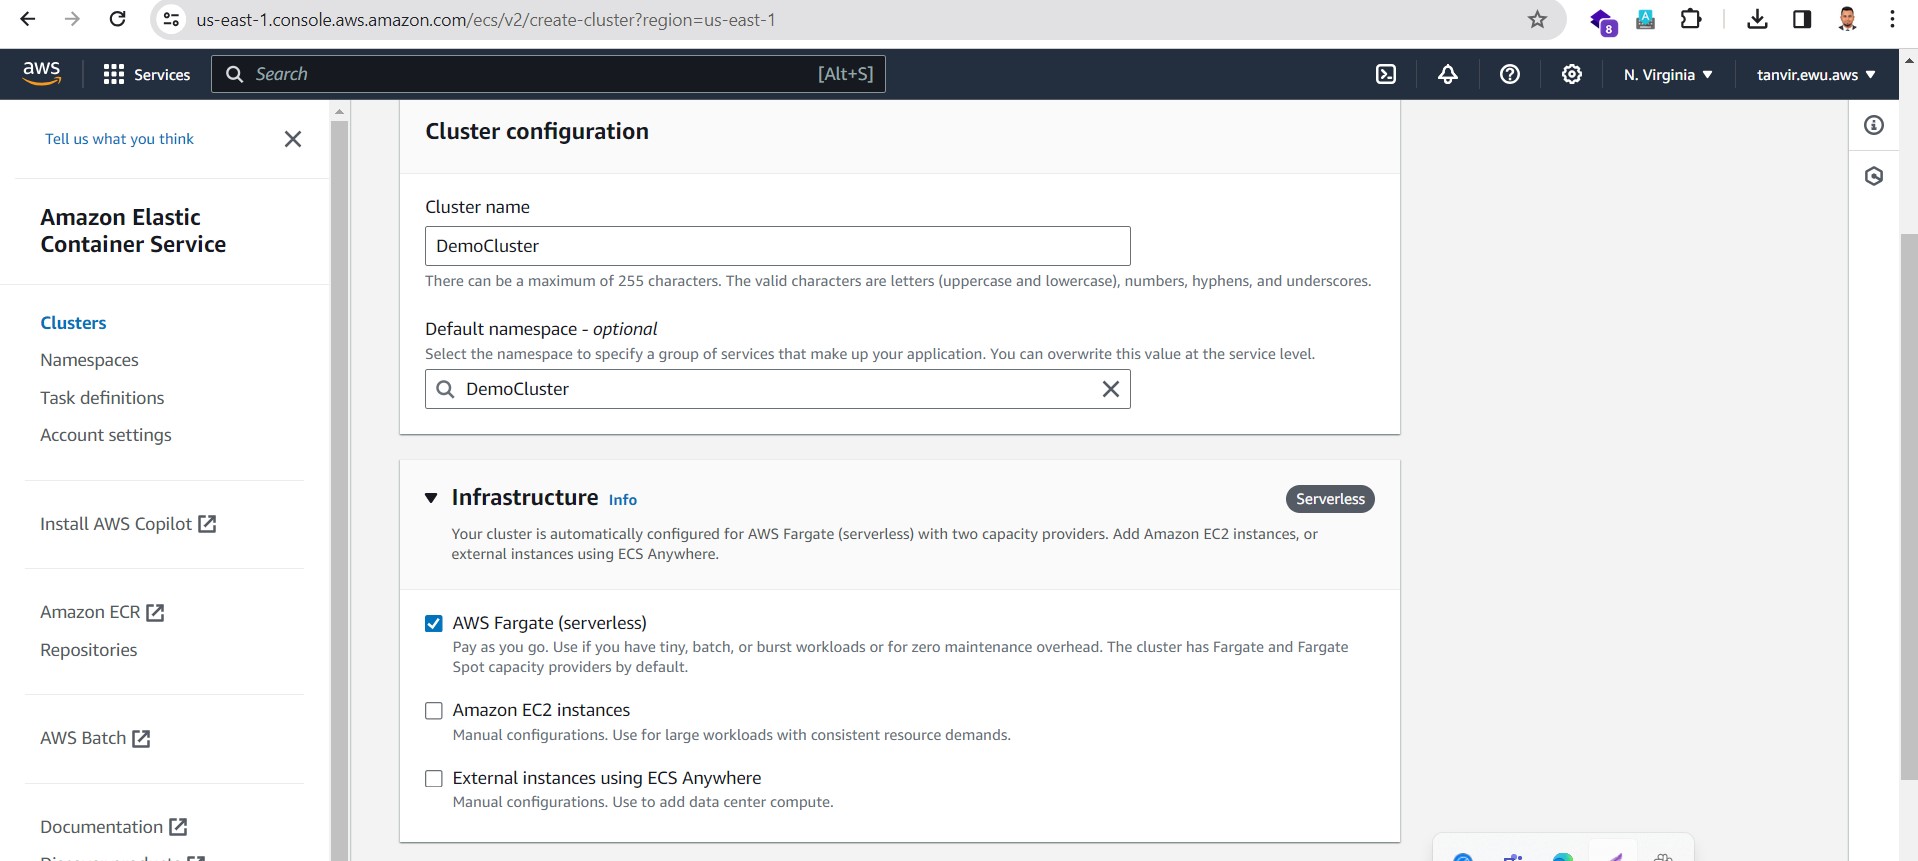 us-east-1.console.aws.amazon.com/ecs/v2/create-cluster?region=us-east-1
8
A
aws
Services
Search
[Alt+S]
N. Virginia
tanvir.ewu.aws
Tell us what you think
Amazon Elastic
Container Service
Clusters
Namespaces
Task definitions
Account settings
Install AWS Copilot
Amazon ECR
Repositories
AWS Batch
Documentation
Cluster configuration
Cluster name
DemoCluster
There can be a maximum of 255 characters. The valid characters are letters (uppercase and lowercase), numbers, hyphens, and underscores.
Default namespace - optional
Select the namespace to specify a group of services that make up your application. You can overwrite this value at the service level.
DemoCluster
Infrastructure Info
Serverless
Your cluster is automatically configured for AWS Fargate (serverless) with two capacity providers. Add Amazon EC2 instances, or
external instances using ECS Anywhere.
AWS Fargate (serverless)
Pay as you go. Use if you have tiny, batch, or burst workloads or for zero maintenance overhead. The cluster has Fargate and Fargate
Spot capacity providers by default.
Amazon EC2 instances
Manual configurations. Use for large workloads with consistent resource demands.
External instances using ECS Anywhere
Manual configurations. Use to add data center compute.